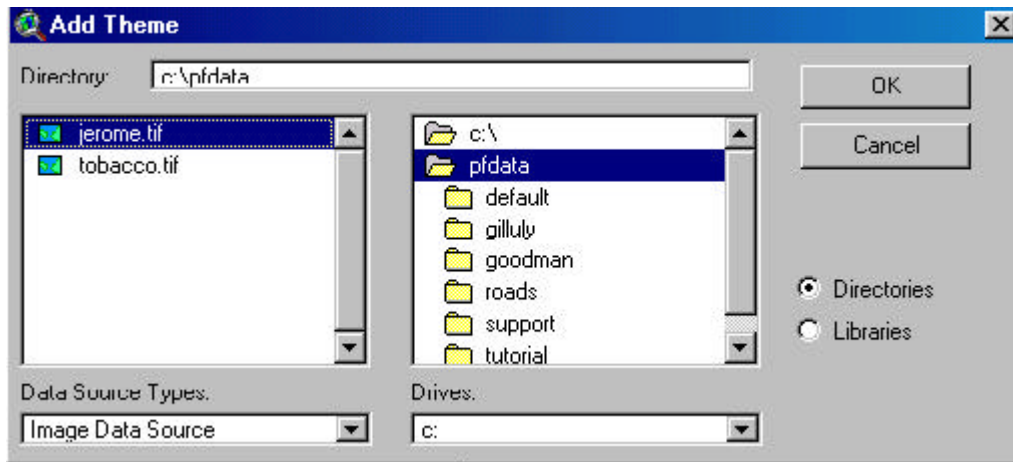 Add Theme
Directory: c:\pfdata
OK
Cancel
jerome.tif
tobacco.tif
c:\
pfdata
default
gilluly
goodman
roads
support
tutorial
Directories
Libraries
Data Source Types:
Image Data Source
Drives:
c: